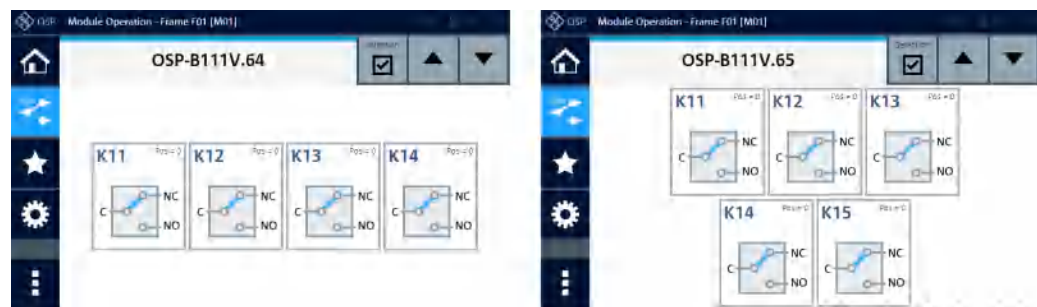 OSP Module Operation - Frame F01 [M01]
OSP-B111V.64
K11 Pos = 0 K12 Pos = 0 K13 Pos = 0 K14 Pos = 0
NC NC NC NC
C C C C
NO NO NO NO
OSP Module Operation - Frame F01 [M01]
OSP-B111V.65
K11 Pos = 0 K12 Pos = 0 K13 Pos = 0
NC NC NC
C C C
NO NO NO
K14 Pos = 0 K15 Pos = 0
NC NC
C C
NO NO